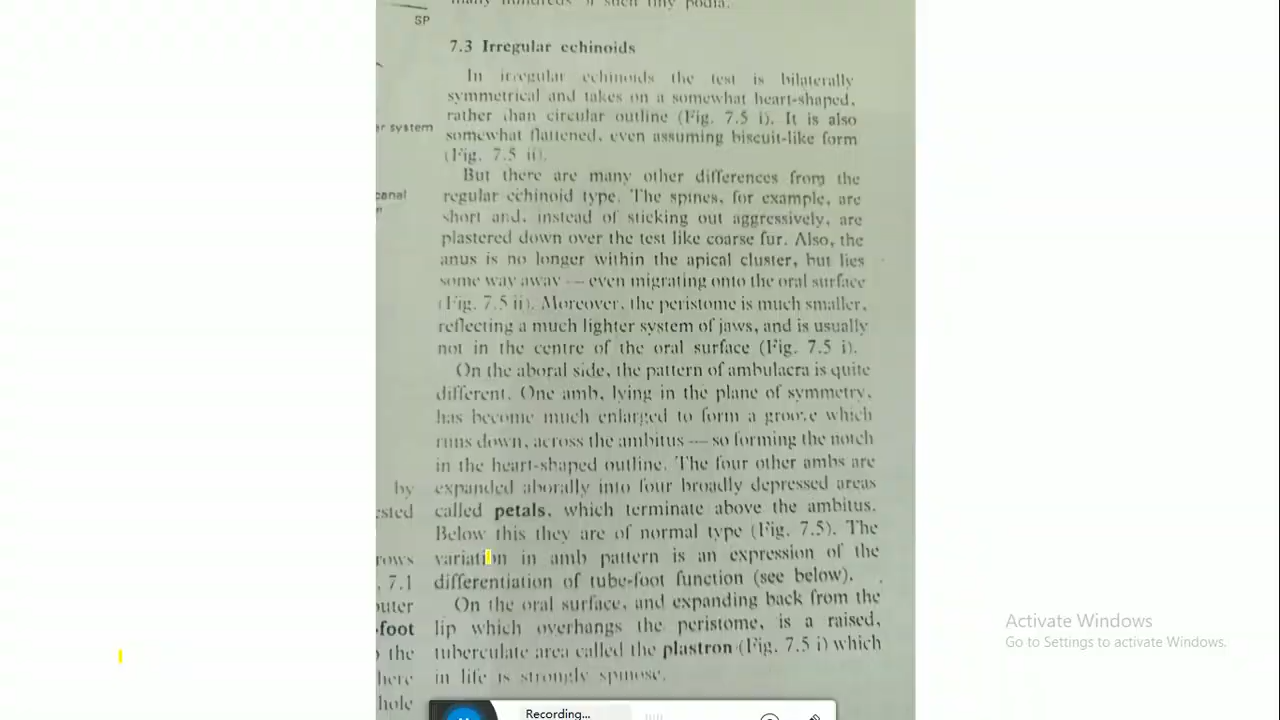 many hundreds of such tiny podia.
SP
7.3 Irregular echinoids
In irregular echinoids the test is bilaterally
symmetrical and takes on a somewhat heart-shaped,
rather than circular outline (Fig. 7.5 i). It is also
er system
somewhat flattened, even assuming biscuit-like form
(Fig. 7.5 ii).
But there are many other differences from the
canal
regular echinoid type. The spines, for example, are
short and, instead of sticking out aggressively, are
plastered down over the test like coarse fur. Also, the
anus is no longer within the apical cluster, but lies
some way away — even migrating onto the oral surface
(Fig. 7.5 ii). Moreover, the peristome is much smaller,
reflecting a much lighter system of jaws, and is usually
not in the centre of the oral surface (Fig. 7.5 i).
On the aboral side, the pattern of ambulacra is quite
different. One amb, lying in the plane of symmetry,
has become much enlarged to form a groove which
runs down, across the ambitus — so forming the notch
in the heart-shaped outline. The four other ambs are
by
expanded aborally into four broadly depressed areas
ested
called petals, which terminate above the ambitus.
Below this they are of normal type (Fig. 7.5). The
rows
variation in amb pattern is an expression of the
, 7.1
differentiation of tube-foot function (see below).
outer
On the oral surface, and expanding back from the
-foot
lip which overhangs the peristome, is a raised,
the
tuberculate area called the plastron (Fig. 7.5 i) which
here
in life is strongly spinose.
hole
Activate Windows
Go to Settings to activate Windows.
Recording...